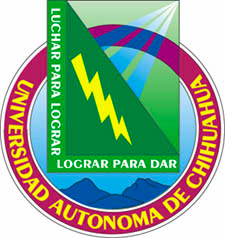 LUCHAR PARA LOGRAR
LOGRAR PARA DAR
UNIVERSIDAD AUTONOMA DE CHIHUAHUA